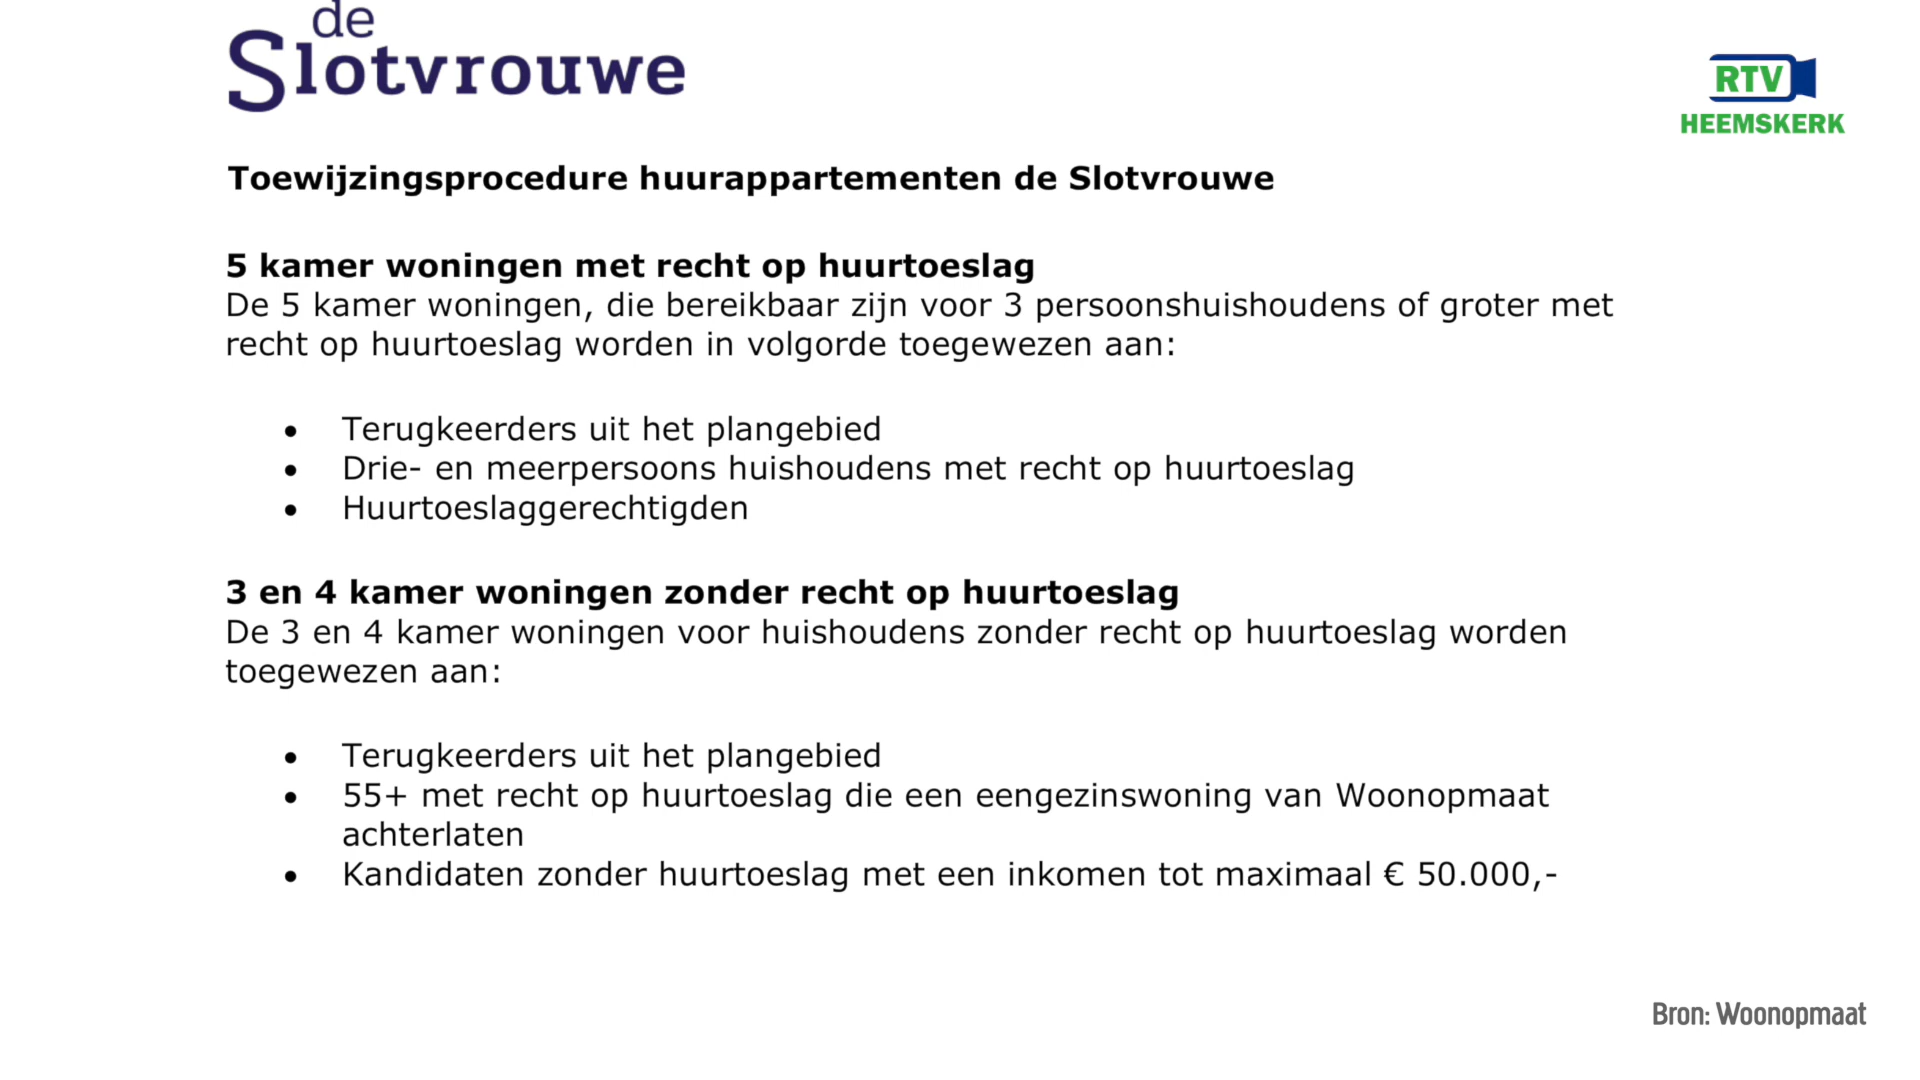 de
Slotvrouwe
RTV
HEEMSKERK
Toewijzingsprocedure huurappartementen de Slotvrouwe
5 kamer woningen met recht op huurtoeslag
De 5 kamer woningen, die bereikbaar zijn voor 3 persoonshuishoudens of groter met
recht op huurtoeslag worden in volgorde toegewezen aan:
• Terugkeerders uit het plangebied
• Drie- en meerpersoons huishoudens met recht op huurtoeslag
• Huurtoeslaggerechtigden
3 en 4 kamer woningen zonder recht op huurtoeslag
De 3 en 4 kamer woningen voor huishoudens zonder recht op huurtoeslag worden
toegewezen aan:
• Terugkeerders uit het plangebied
• 55+ met recht op huurtoeslag die een eengezinswoning van Woonopmaat
achterlaten
• Kandidaten zonder huurtoeslag met een inkomen tot maximaal € 50.000,-
Bron: Woonopmaat